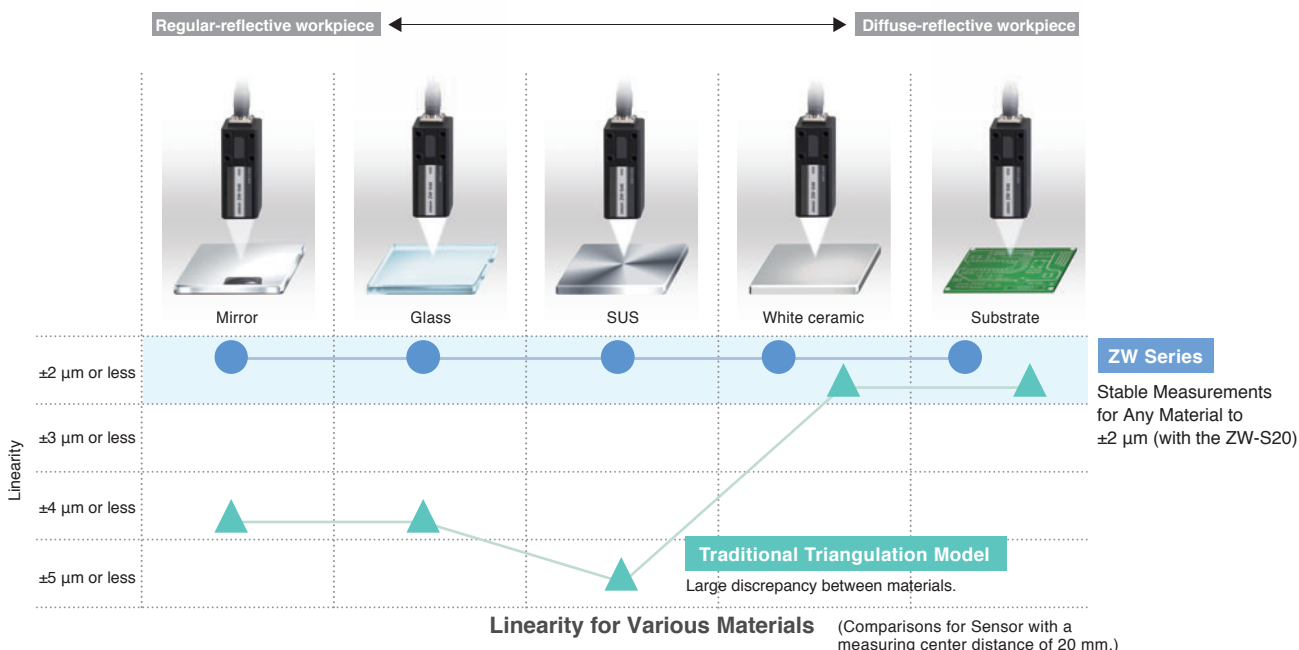 Regular-reflective workpiece
Diffuse-reflective workpiece
Mirror
Glass
SUS
White ceramic
Substrate
Linearity
±2 µm or less
±3 µm or less
±4 µm or less
±5 µm or less
ZW Series
Stable Measurements
for Any Material to
±2 µm (with the ZW-S20)
Traditional Triangulation Model
Large discrepancy between materials.
Linearity for Various Materials
(Comparisons for Sensor with a
measuring center distance of 20 mm.)